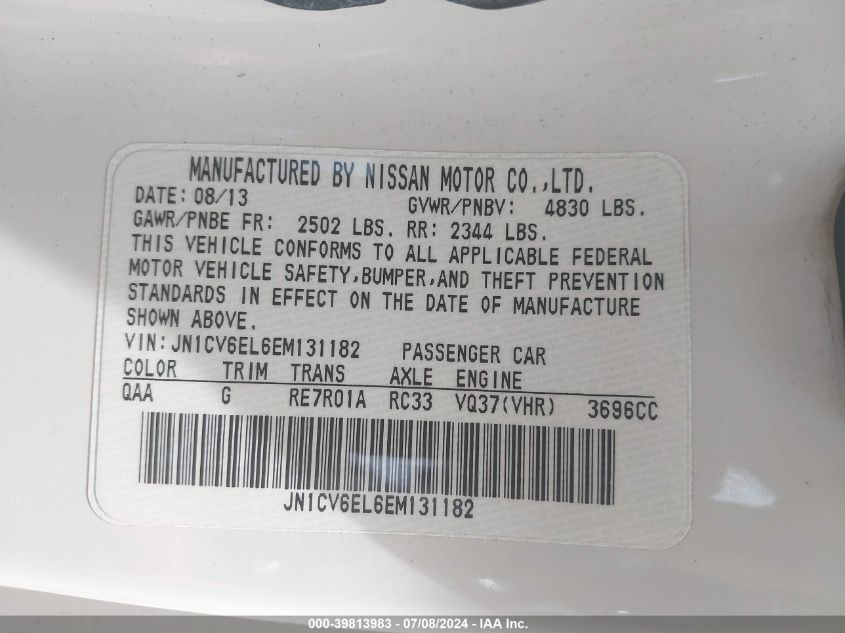 MANUFACTURED BY NISSAN MOTOR CO.,LTD.
DATE: 08/13 GVWR/PNBV: 4830 LBS.
GAWR/PNBE FR: 2502 LBS. RR: 2344 LBS.
THIS VEHICLE CONFORMS TO ALL APPLICABLE FEDERAL
MOTOR VEHICLE SAFETY,BUMPER,AND THEFT PREVENTION
STANDARDS IN EFFECT ON THE DATE OF MANUFACTURE
SHOWN ABOVE.
VIN:JN1CV6EL6EM131182 PASSENGER CAR
COLOR TRIM TRANS AXLE ENGINE
QAA G RE7R01A RC33 VQ37(VHR) 3696CC
JN1CV6EL6EM131182
000-39813983 - 07/08/2024 - IAA Inc.